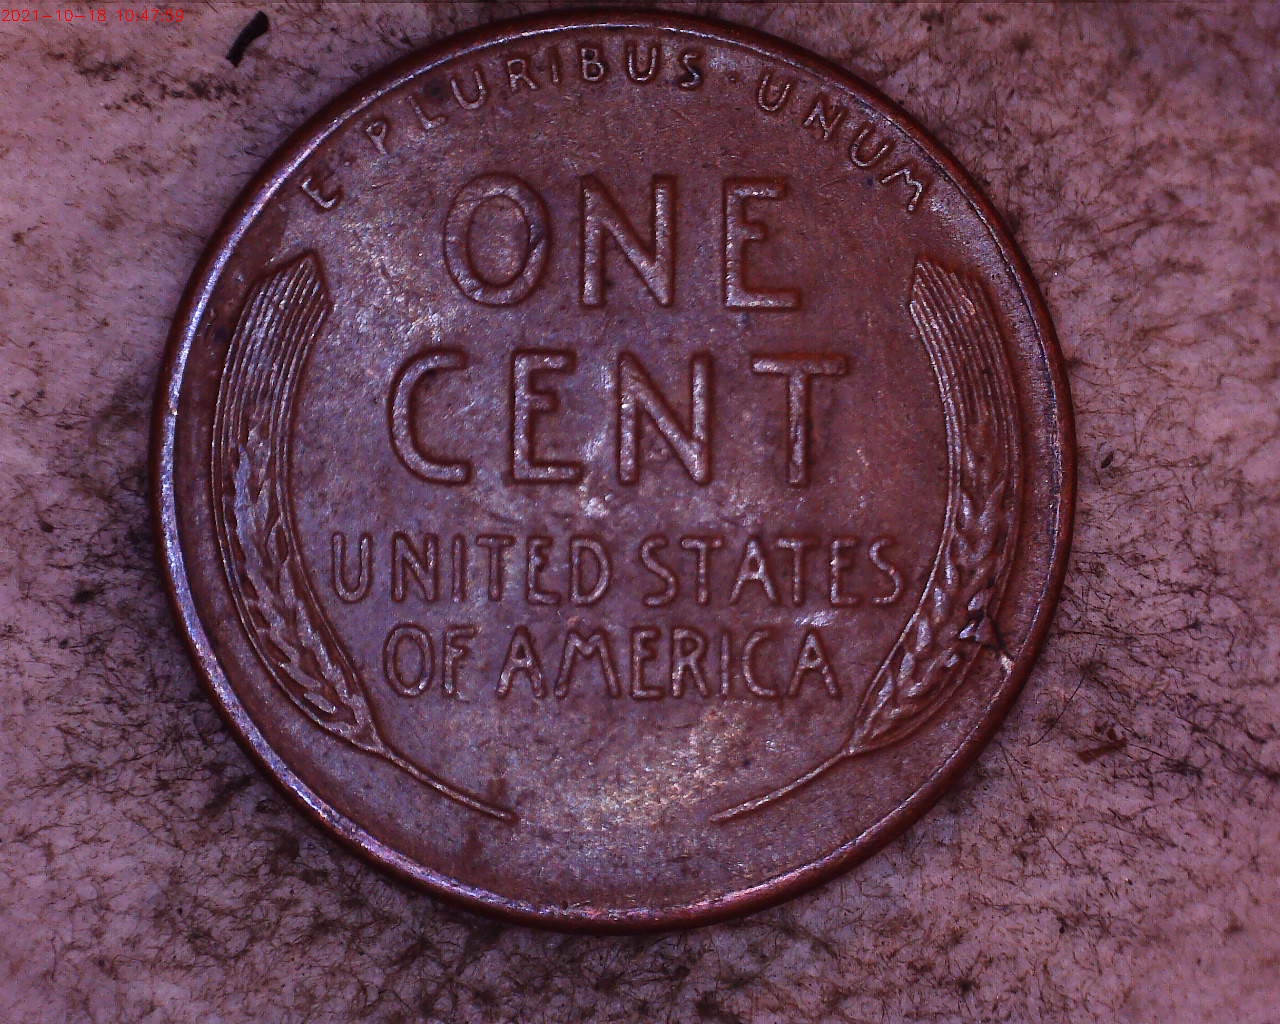 2021-10-18 10:47:59
E · PLURIBUS · UNUM
ONE
CENT
UNITED STATES
OF AMERICA